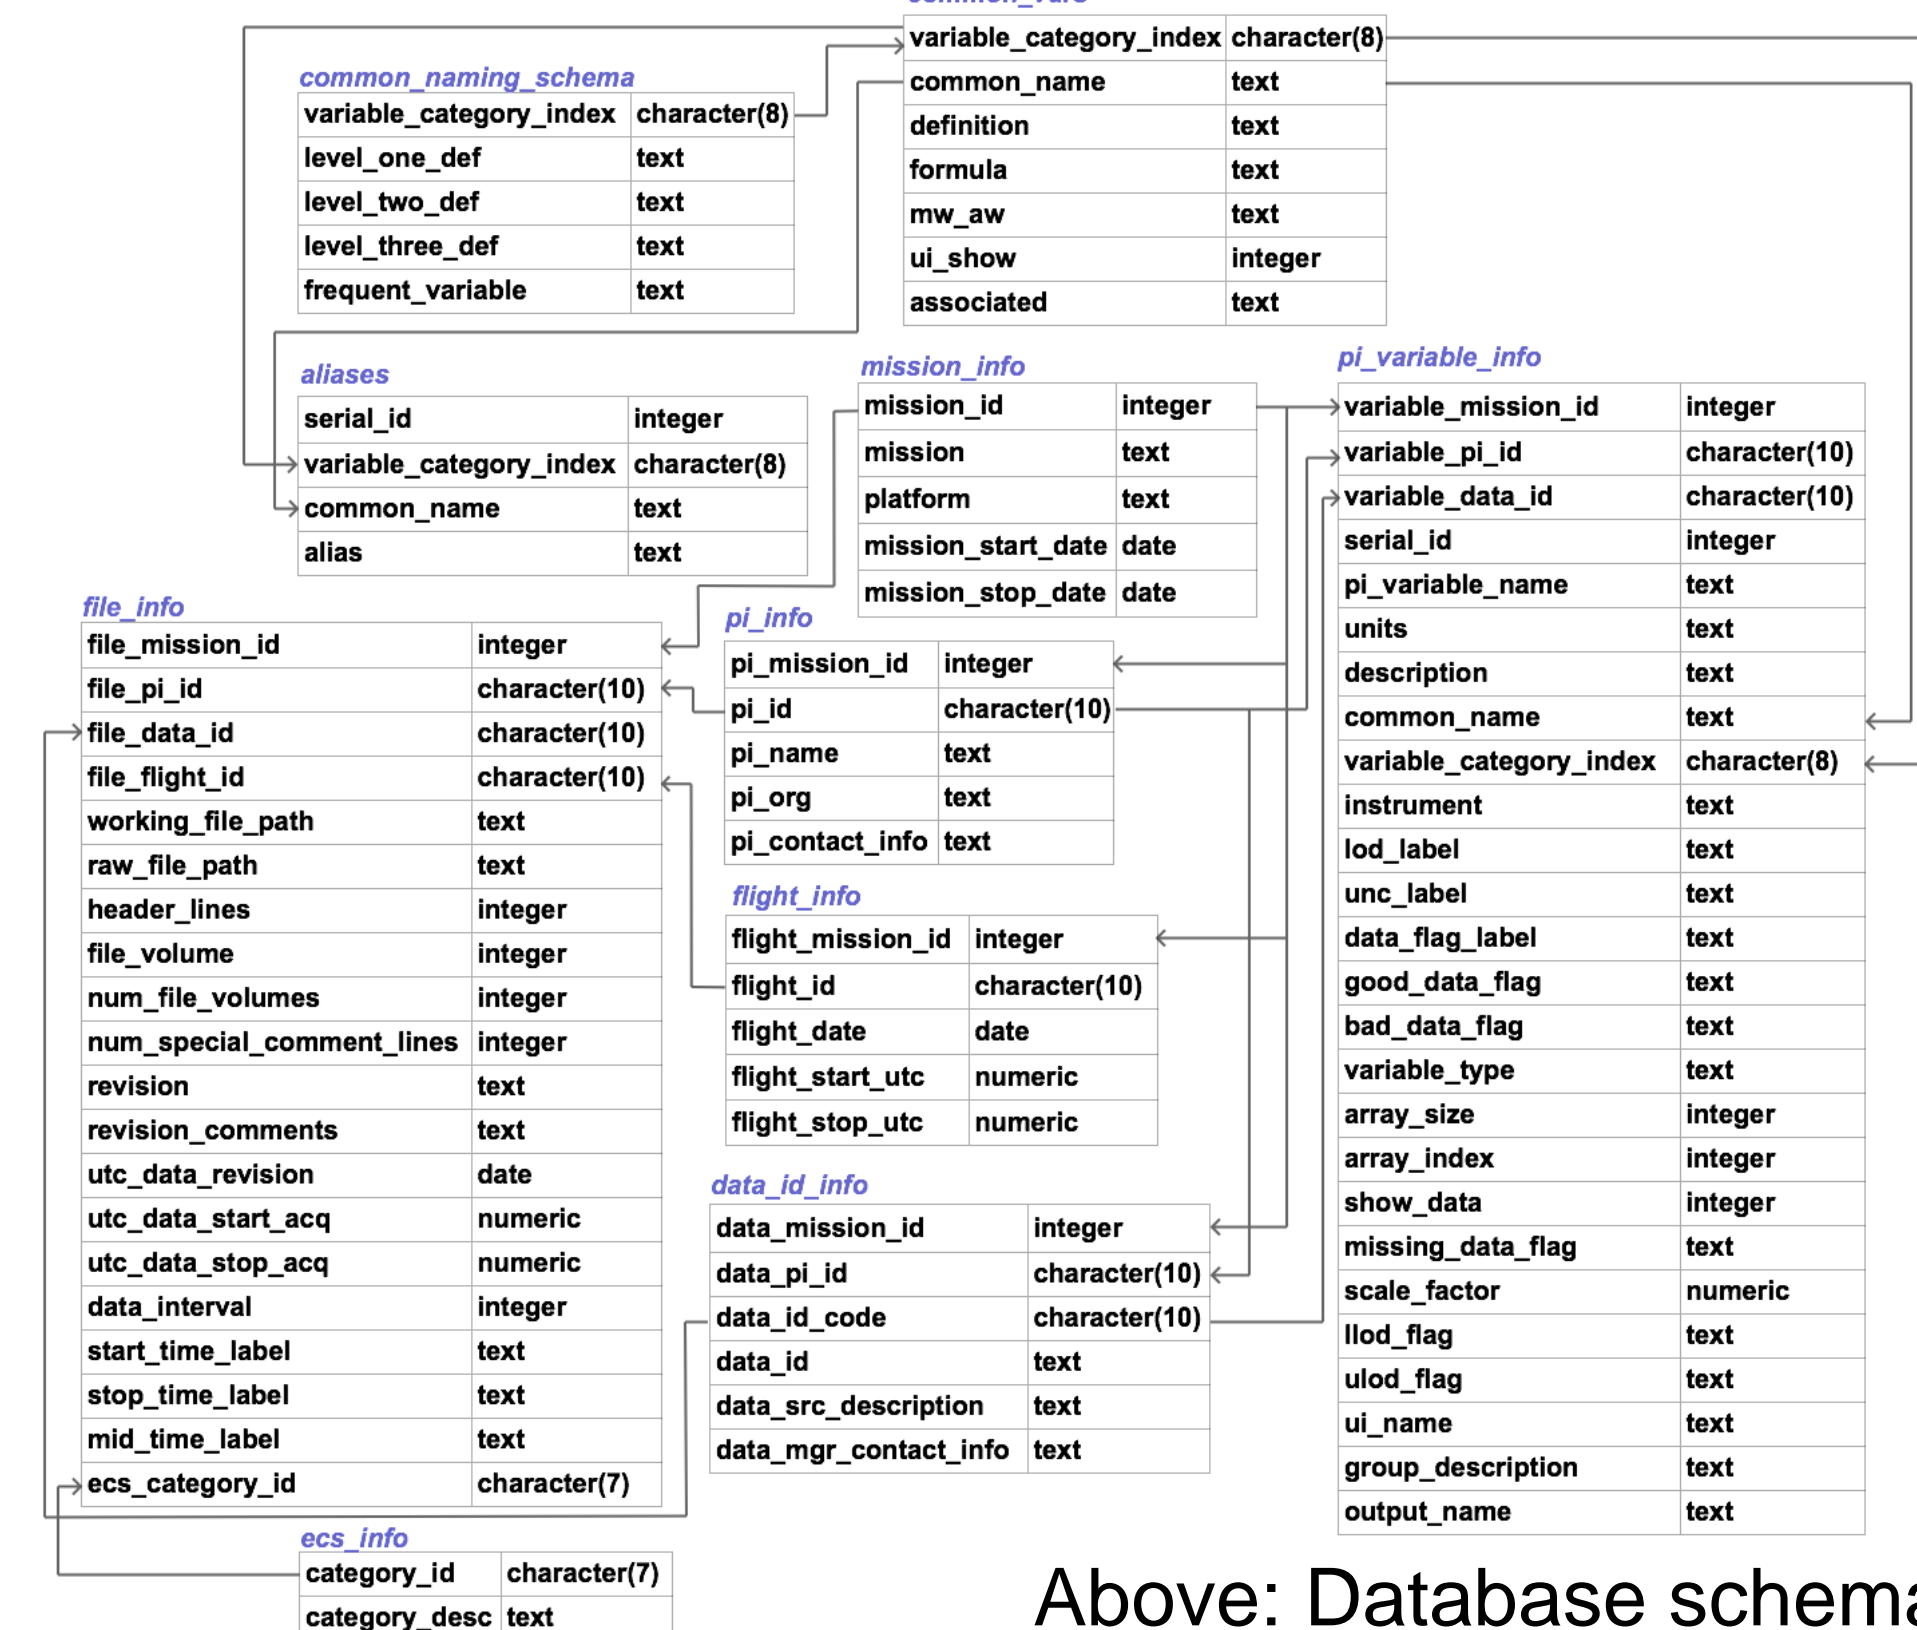 common_vars
variable_category_index character(8)
common_name text
definition text
formula text
mw_aw text
ui_show integer
associated text
common_naming_schema
variable_category_index character(8)
level_one_def text
level_two_def text
level_three_def text
frequent_variable text
aliases
serial_id integer
variable_category_index character(8)
common_name text
alias text
mission_info
mission_id integer
mission text
platform text
mission_start_date date
mission_stop_date date
pi_variable_info
variable_mission_id integer
variable_pi_id character(10)
variable_data_id character(10)
serial_id integer
pi_variable_name text
units text
description text
common_name text
variable_category_index character(8)
instrument text
lod_label text
unc_label text
data_flag_label text
good_data_flag text
bad_data_flag text
variable_type text
array_size integer
array_index integer
show_data integer
missing_data_flag text
scale_factor numeric
llod_flag text
ulod_flag text
ui_name text
group_description text
output_name text
file_info
file_mission_id integer
file_pi_id character(10)
file_data_id character(10)
file_flight_id character(10)
working_file_path text
raw_file_path text
header_lines integer
file_volume integer
num_file_volumes integer
num_special_comment_lines integer
revision text
revision_comments text
utc_data_revision date
utc_data_start_acq numeric
utc_data_stop_acq numeric
data_interval integer
start_time_label text
stop_time_label text
mid_time_label text
ecs_category_id character(7)
pi_info
pi_mission_id integer
pi_id character(10)
pi_name text
pi_org text
pi_contact_info text
flight_info
flight_mission_id integer
flight_id character(10)
flight_date date
flight_start_utc numeric
flight_stop_utc numeric
data_id_info
data_mission_id integer
data_pi_id character(10)
data_id_code character(10)
data_id text
data_src_description text
data_mgr_contact_info text
ecs_info
category_id character(7)
category_desc text
Above: Database schema